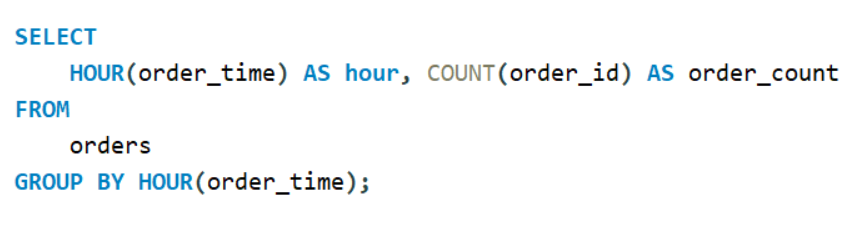 SELECT
    HOUR(order_time) AS hour, COUNT(order_id) AS order_count
FROM
    orders
GROUP BY HOUR(order_time);